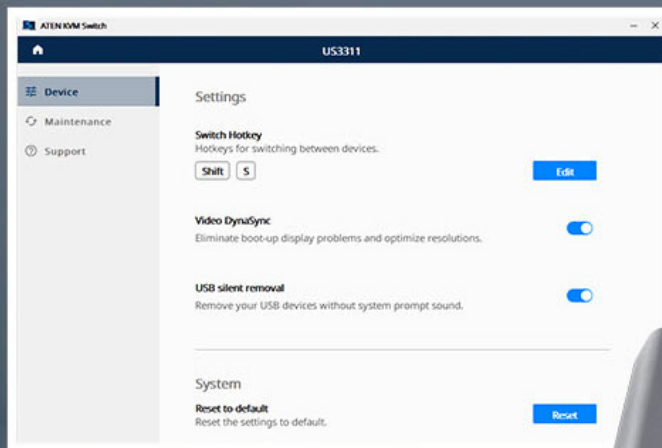 ATEN KVM Switch
US3311
Device
Maintenance
Support
Settings
Switch Hotkey
Hotkeys for switching between devices.
Shift S
Edit
Video DynaSync
Eliminate boot-up display problems and optimize resolutions.
USB silent removal
Remove your USB devices without system prompt sound.
System
Reset to default
Reset the settings to default.
Reset